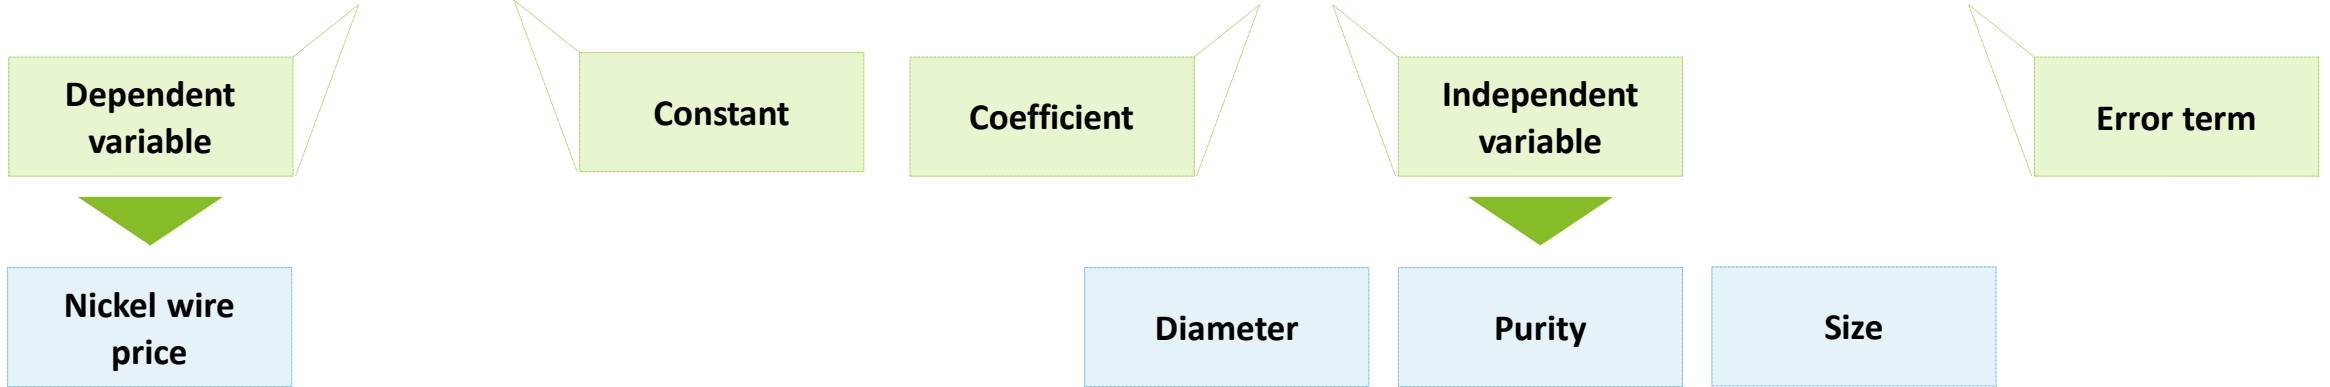 Dependent
variable
Constant
Coefficient
Independent
variable
Error term
Nickel wire
price
Diameter
Purity
Size